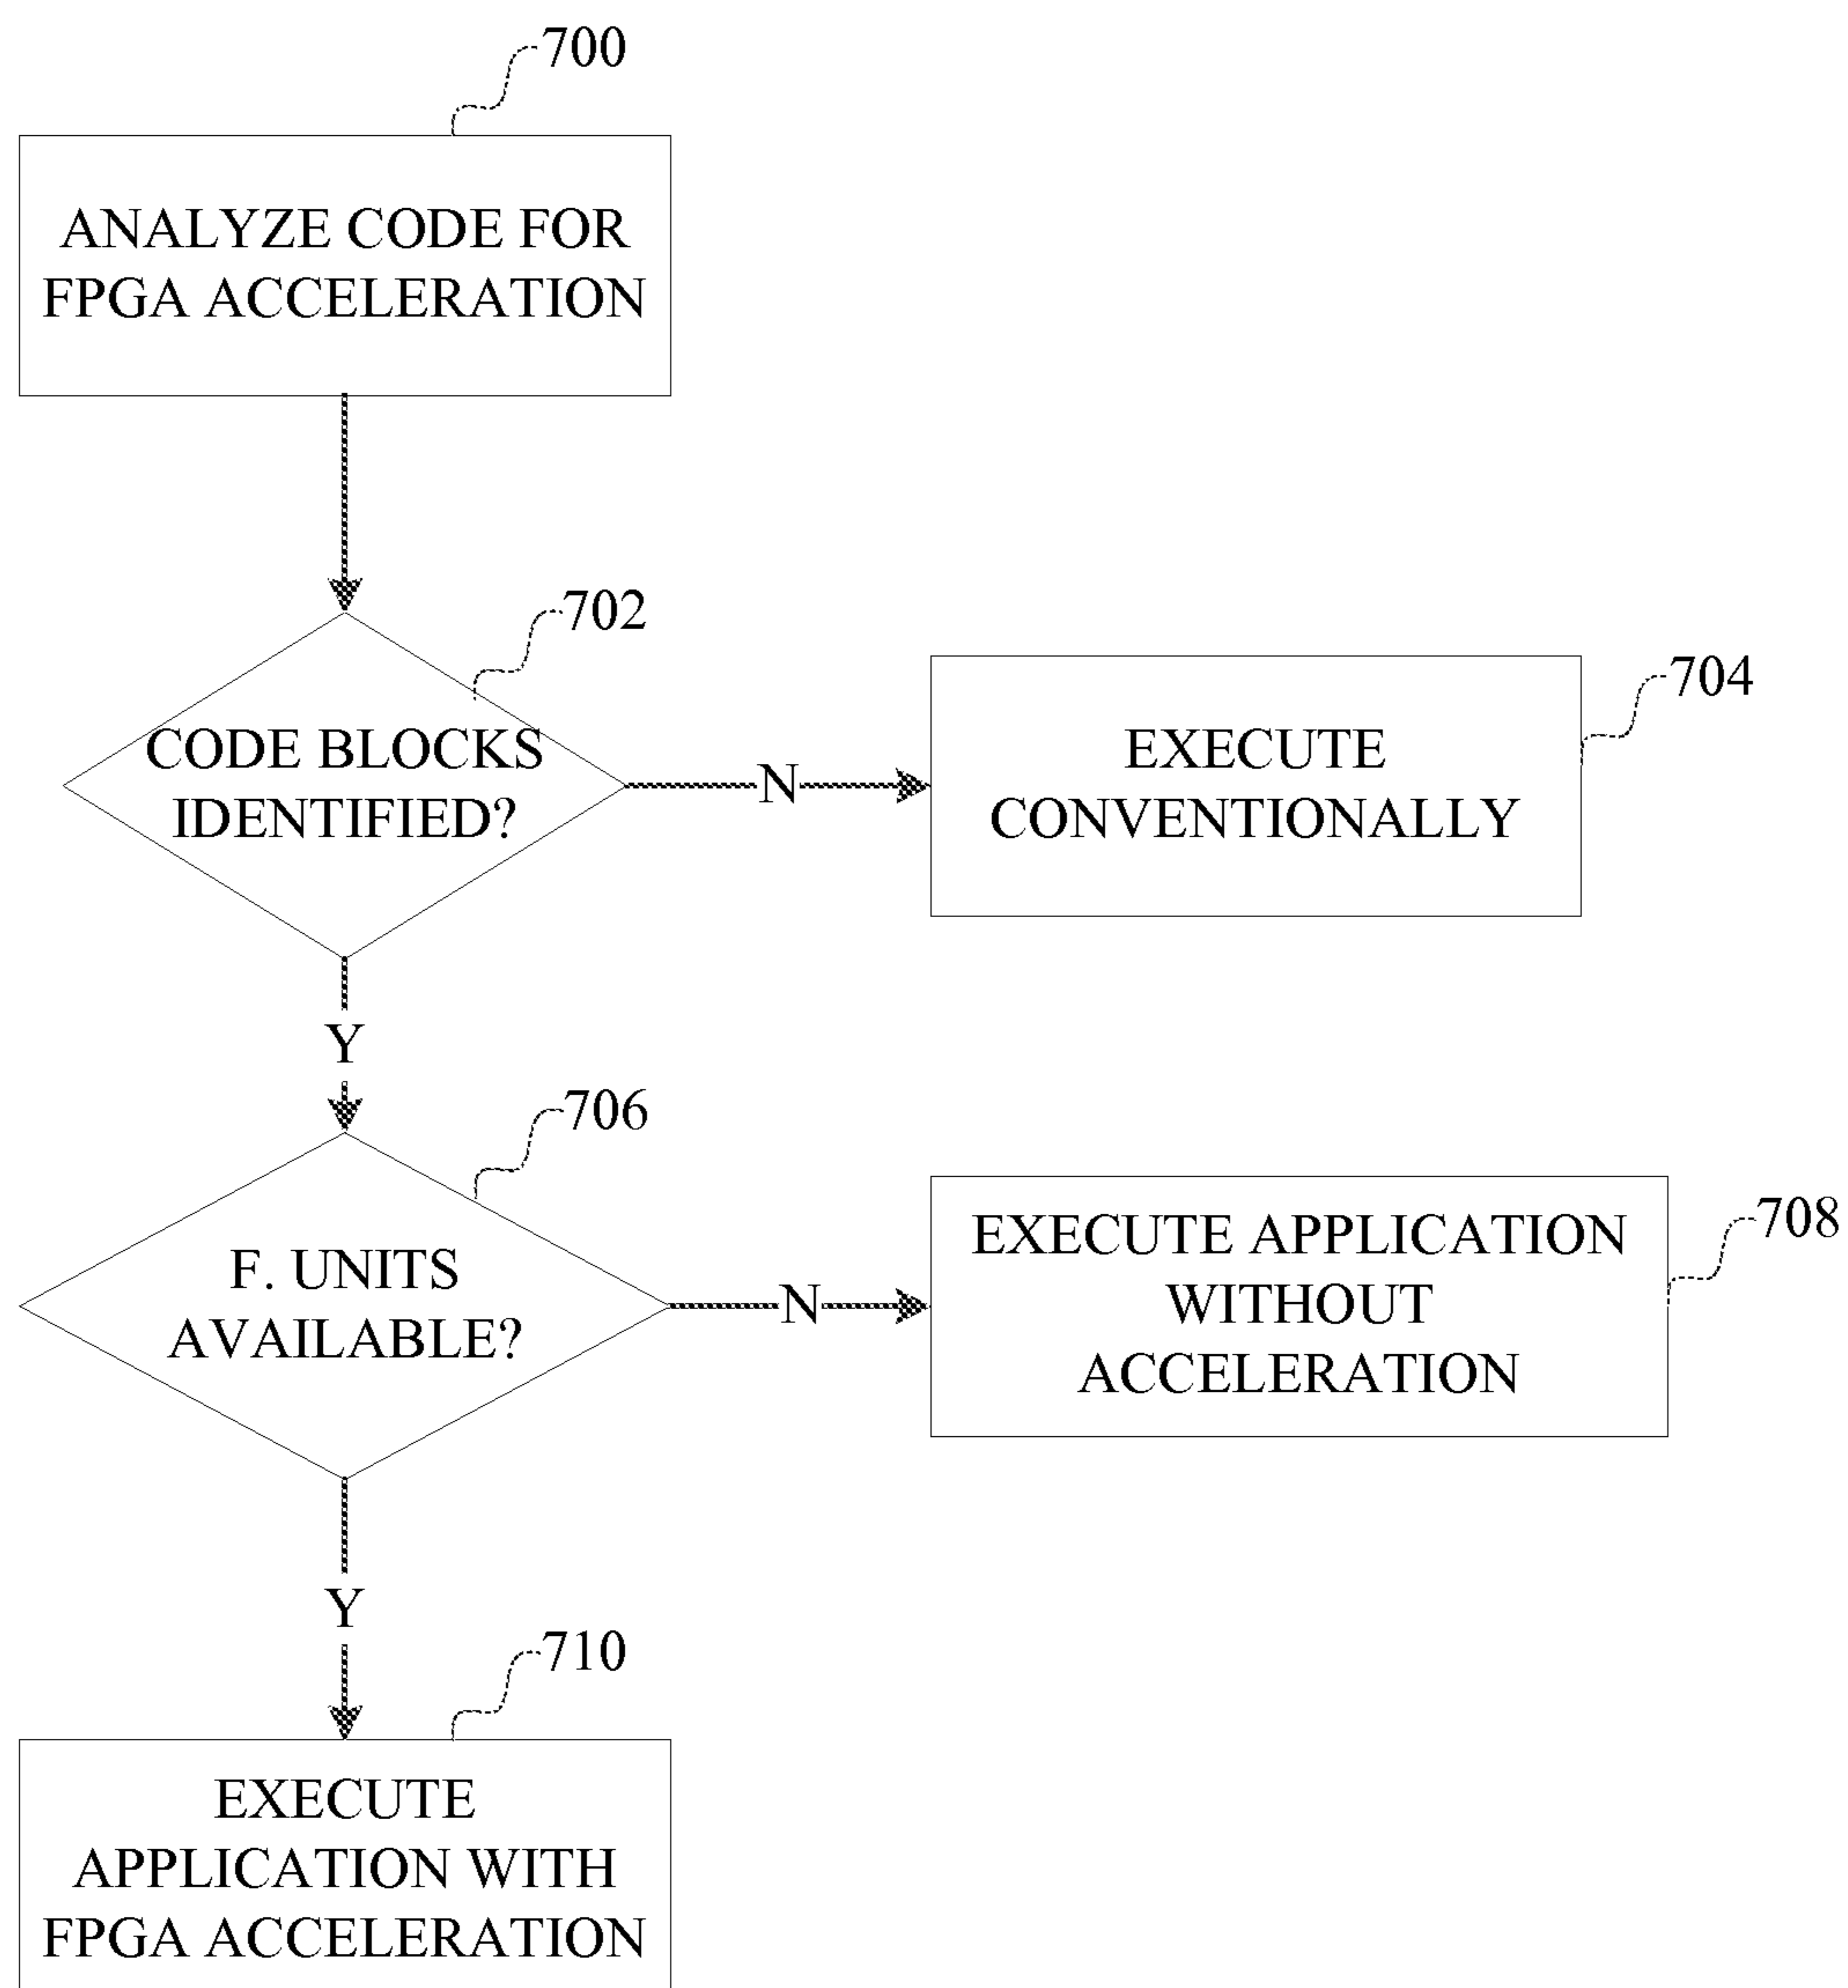 700
ANALYZE CODE FOR
FPGA ACCELERATION
702
CODE BLOCKS
IDENTIFIED?
N
704
EXECUTE
CONVENTIONALLY
Y
706
F. UNITS
AVAILABLE?
N
708
EXECUTE APPLICATION
WITHOUT
ACCELERATION
Y
710
EXECUTE
APPLICATION WITH
FPGA ACCELERATION